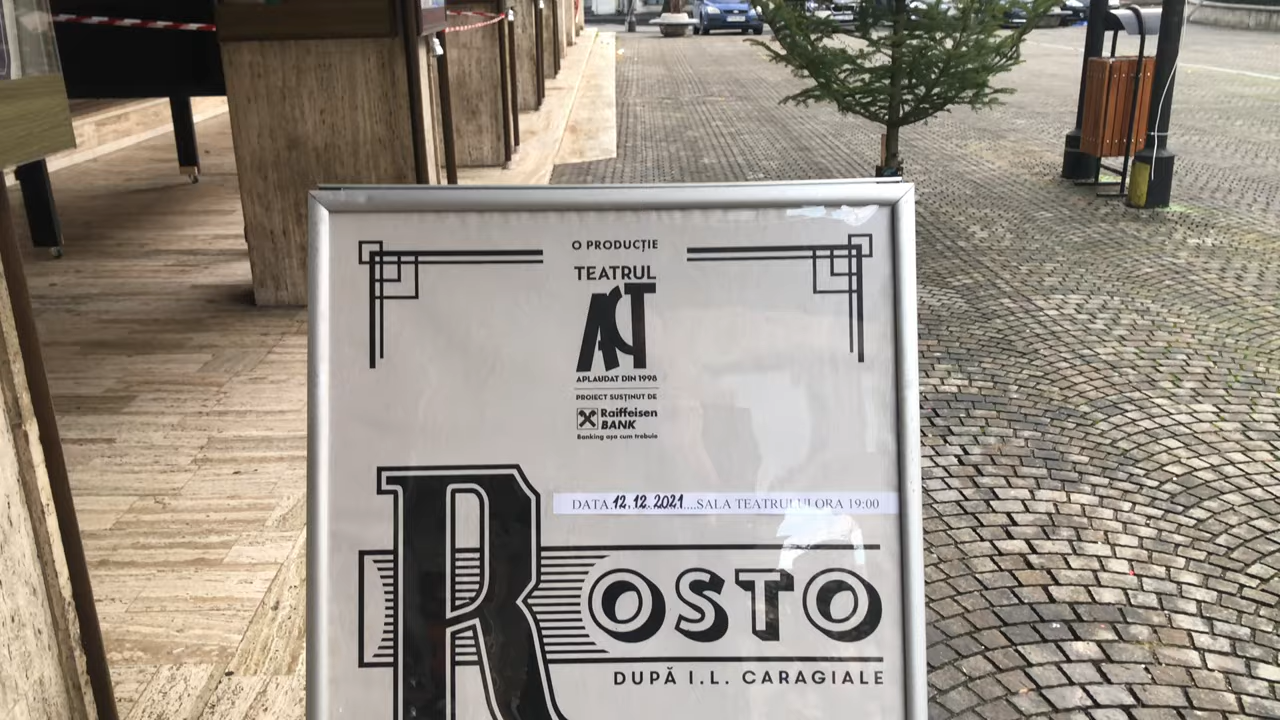 O PRODUCȚIE
TEATRUL
ACT
APLAUDAT DIN 1998
PROIECT SUSȚINUT DE
Raiffeisen
BANK
Banking așa cum trebuie
DATA.12.12.2021....SALA TEATRULUI ORA 19:00
ROSTO
DUPĂ I.L. CARAGIALE